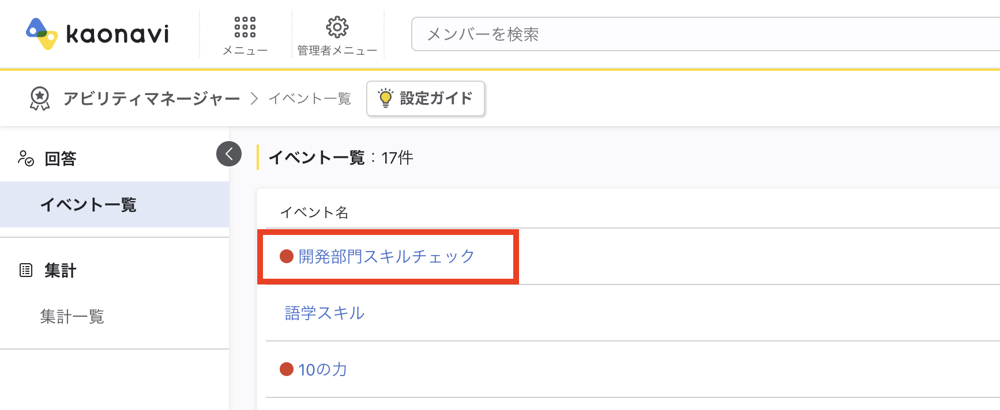 kaonavi
メニュー
管理者メニュー
メンバーを検索
アビリティマネージャー
イベント一覧
設定ガイド
回答
イベント一覧
集計
集計一覧
イベント一覧：17件
イベント名
開発部門スキルチェック
語学スキル
10の力